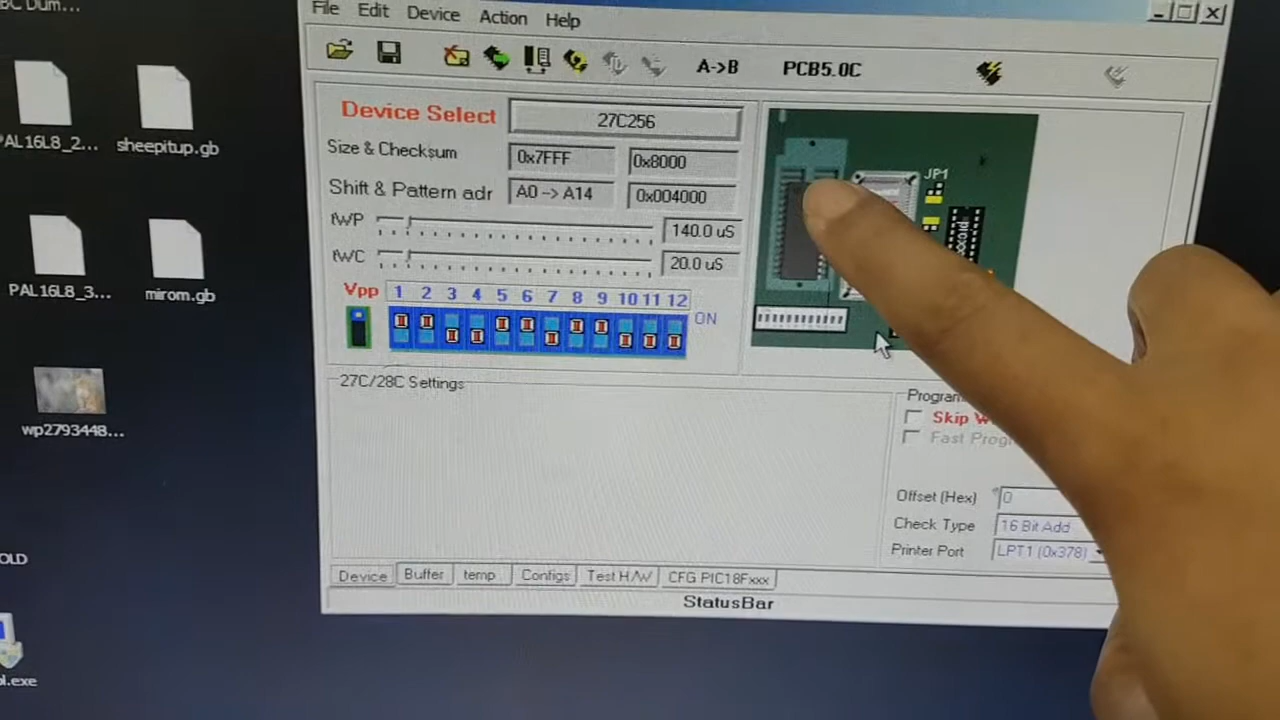 BC Dum...
PAL16L8_2...
sheepitup.gb
PAL16L8_3...
mirom.gb
wp2793448...
OLD
ol.exe
File Edit Device Action Help
A->B PCB5.0C
Device Select 27C256
Size & Checksum 0x7FFF 0x8000
Shift & Pattern adr A0 -> A14 0x004000
tWP 140.0 uS
tWC 20.0 uS
Vpp 1 2 3 4 5 6 7 8 9 10 11 12
ON
JP1
27C/28C Settings
Program
Skip
Fast Prog
Offset (Hex) 0
Check Type 16 Bit Add
Printer Port LPT1 (0x378)
Device Buffer temp Configs Test H/W CFG PIC18Fxxx
StatusBar